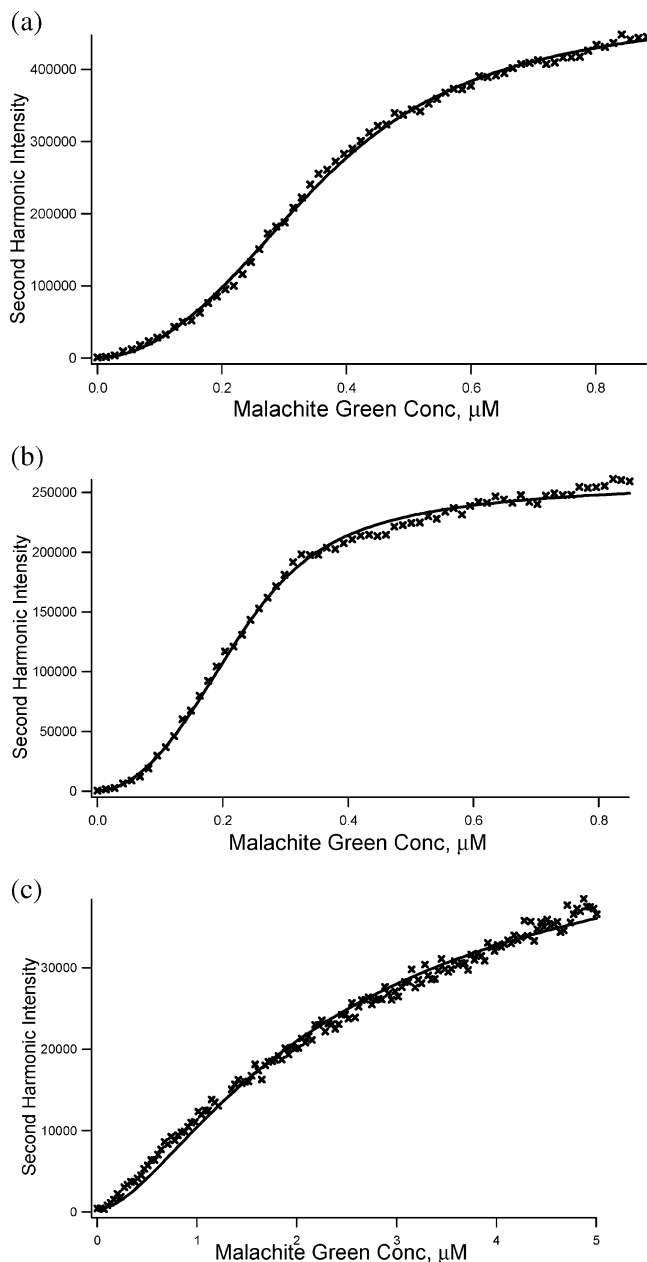 (a)
Second Harmonic Intensity
400000
300000
200000
100000
0
0.0 0.2 0.4 0.6 0.8
Malachite Green Conc, μM
(b)
Second Harmonic Intensity
250000
200000
150000
100000
50000
0
0.0 0.2 0.4 0.6 0.8
Malachite Green Conc, μM
(c)
Second Harmonic Intensity
30000
20000
10000
0
0 1 2 3 4 5
Malachite Green Conc, μM